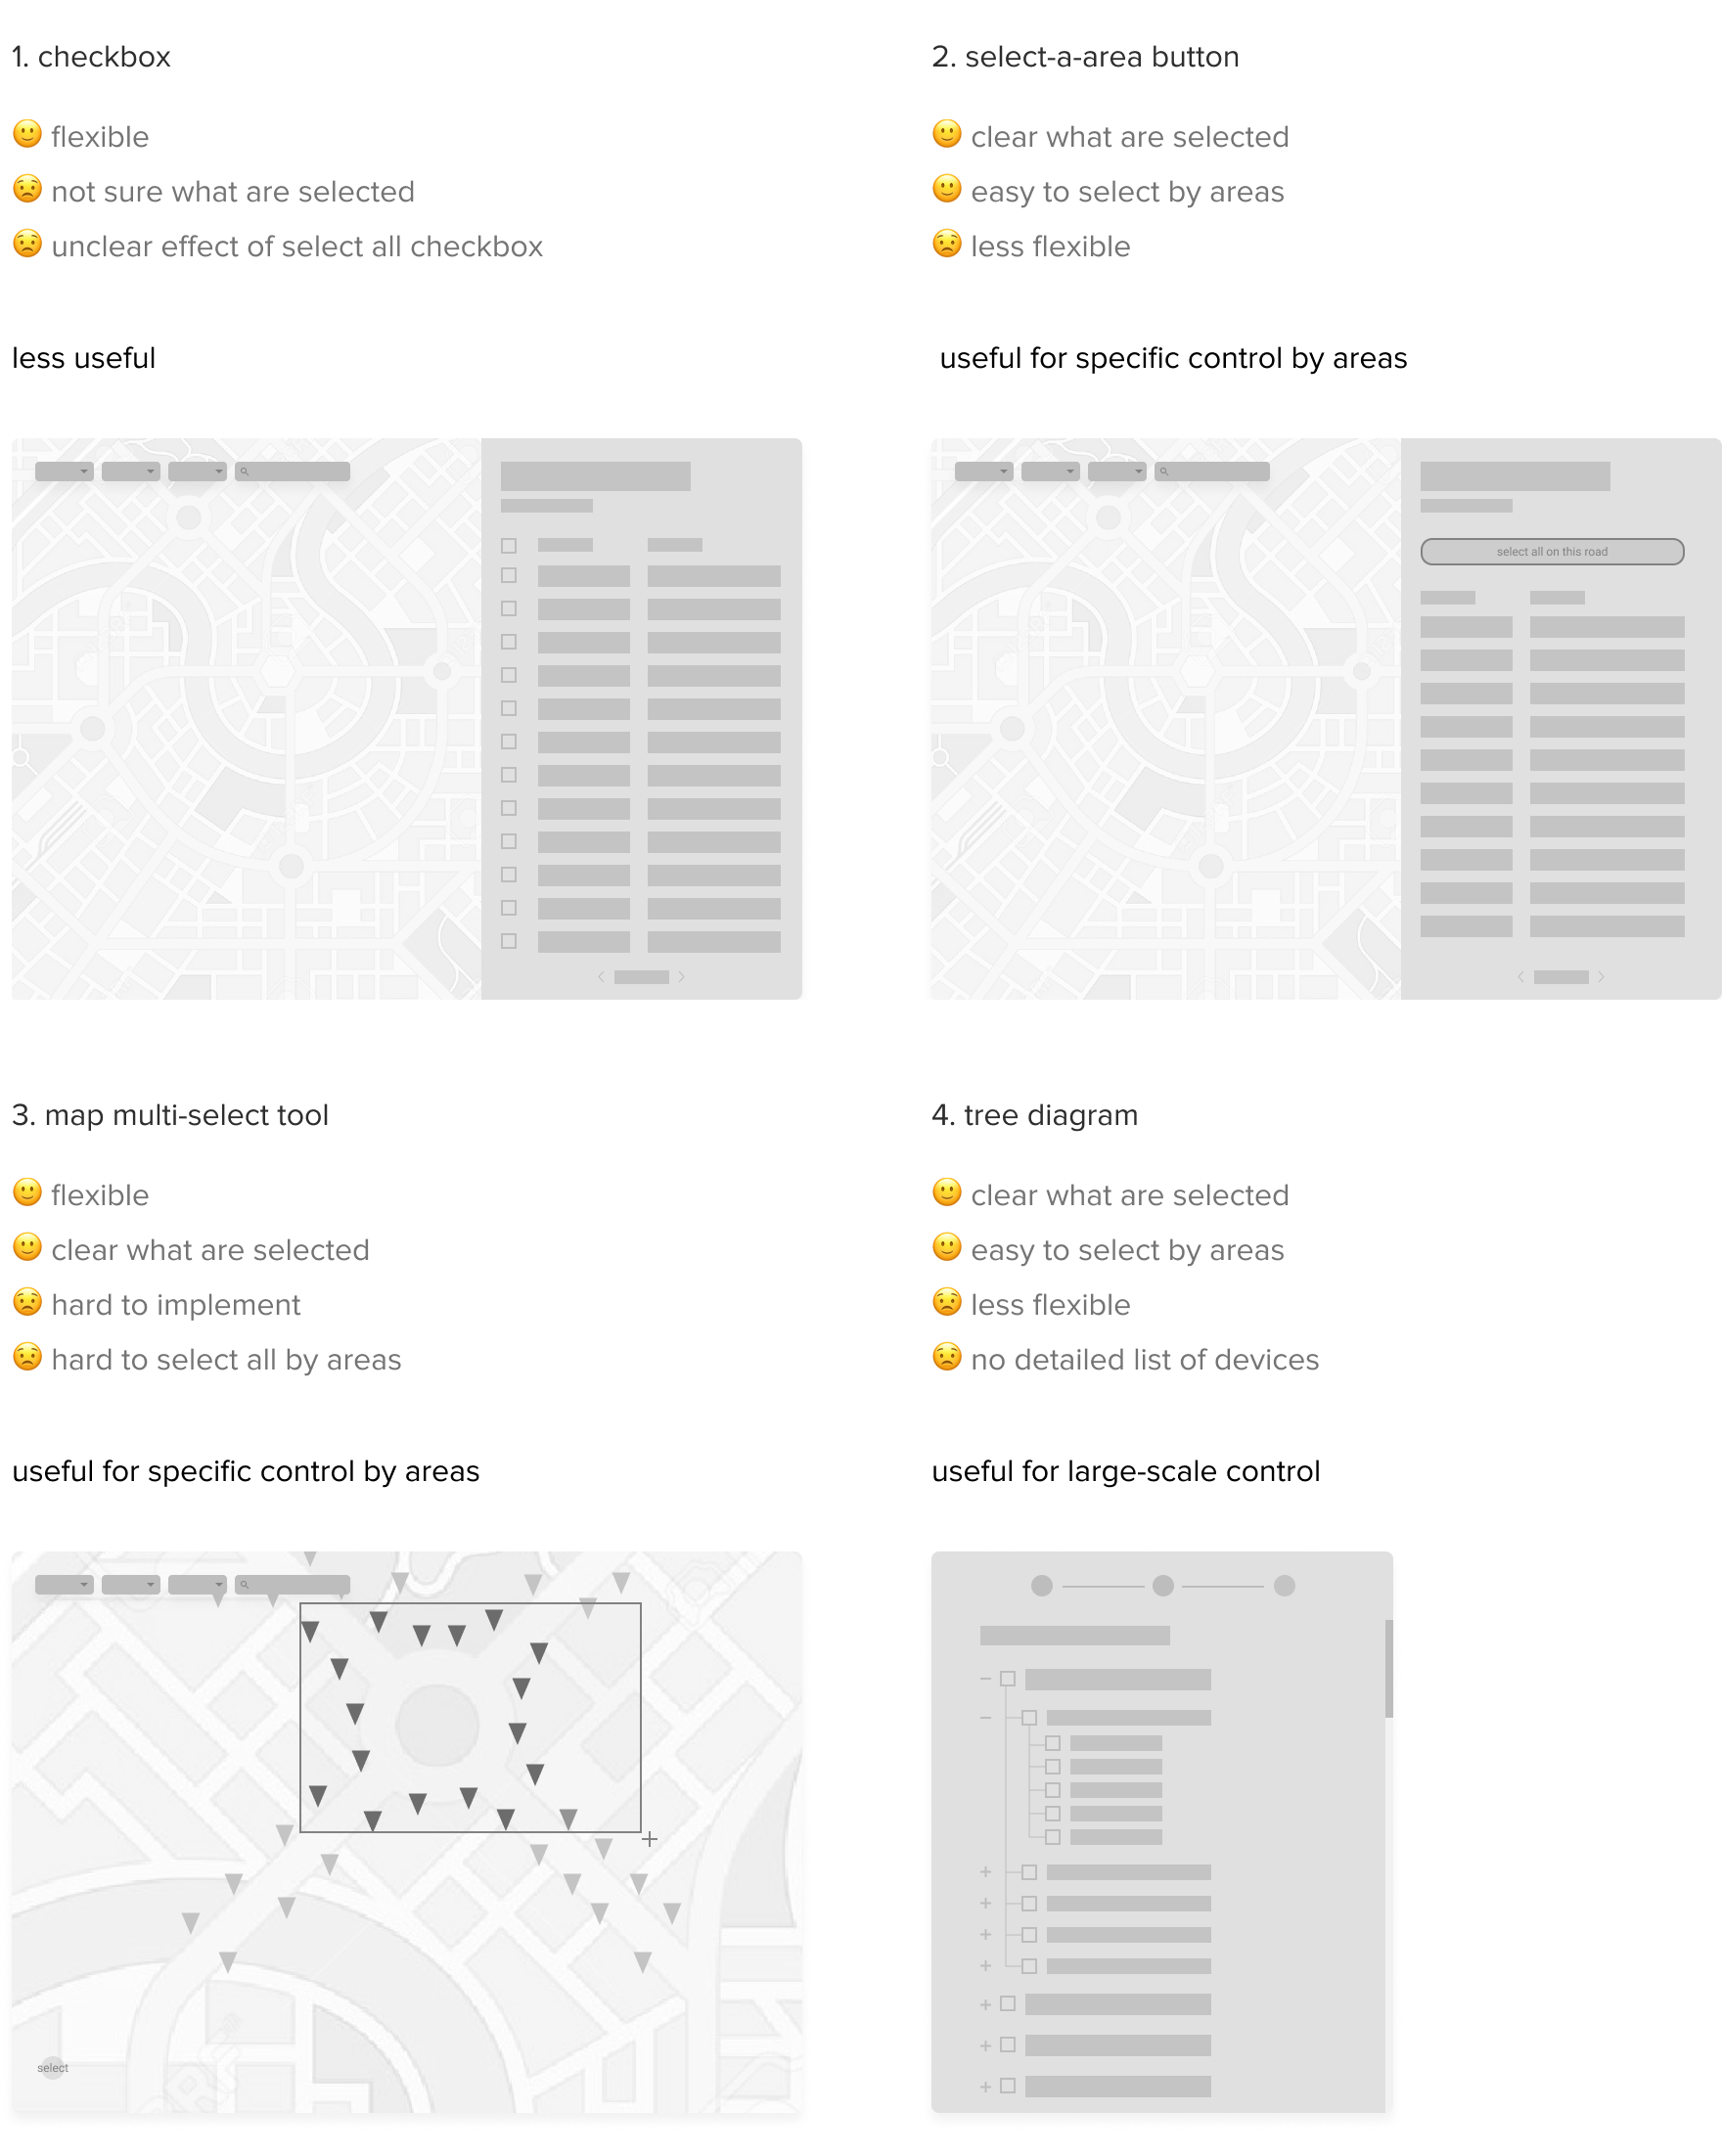 1. checkbox
🙂 flexible
😟 not sure what are selected
😟 unclear effect of select all checkbox
less useful
2. select-a-area button
🙂 clear what are selected
🙂 easy to select by areas
😟 less flexible
useful for specific control by areas
select all on this road
3. map multi-select tool
🙂 flexible
🙂 clear what are selected
😟 hard to implement
😟 hard to select all by areas
useful for specific control by areas
select
4. tree diagram
🙂 clear what are selected
🙂 easy to select by areas
😟 less flexible
😟 no detailed list of devices
useful for large-scale control